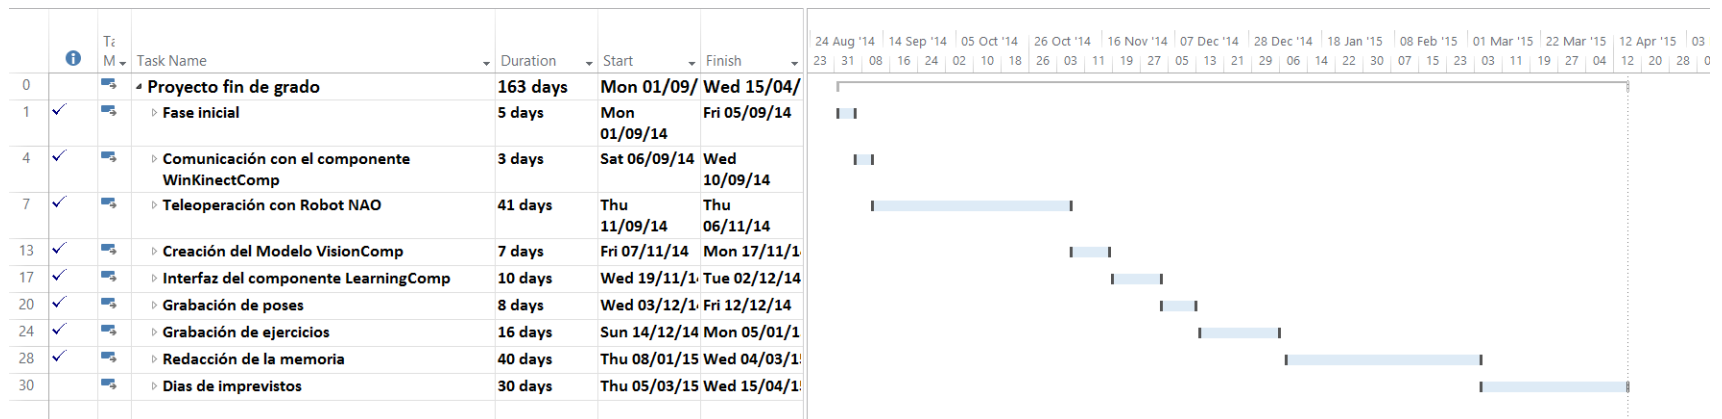 Ta
M Task Name Duration Start Finish
24 Aug '14 14 Sep '14 05 Oct '14 26 Oct '14 16 Nov '14 07 Dec '14 28 Dec '14 18 Jan '15 08 Feb '15 01 Mar '15 22 Mar '15 12 Apr '15 03
23 31 08 16 24 02 10 18 26 03 11 19 27 05 13 21 29 06 14 22 30 07 15 23 03 11 19 27 04 12 20 28 0
0 Proyecto fin de grado 163 days Mon 01/09/ Wed 15/04/
1 Fase inicial 5 days Mon 01/09/14 Fri 05/09/14
4 Comunicación con el componente WinKinectComp 3 days Sat 06/09/14 Wed 10/09/14
7 Teleoperación con Robot NAO 41 days Thu 11/09/14 Thu 06/11/14
13 Creación del Modelo VisionComp 7 days Fri 07/11/14 Mon 17/11/1
17 Interfaz del componente LearningComp 10 days Wed 19/11/1 Tue 02/12/14
20 Grabación de poses 8 days Wed 03/12/1 Fri 12/12/14
24 Grabación de ejercicios 16 days Sun 14/12/14 Mon 05/01/1
28 Redacción de la memoria 40 days Thu 08/01/15 Wed 04/03/1
30 Dias de imprevistos 30 days Thu 05/03/15 Wed 15/04/1